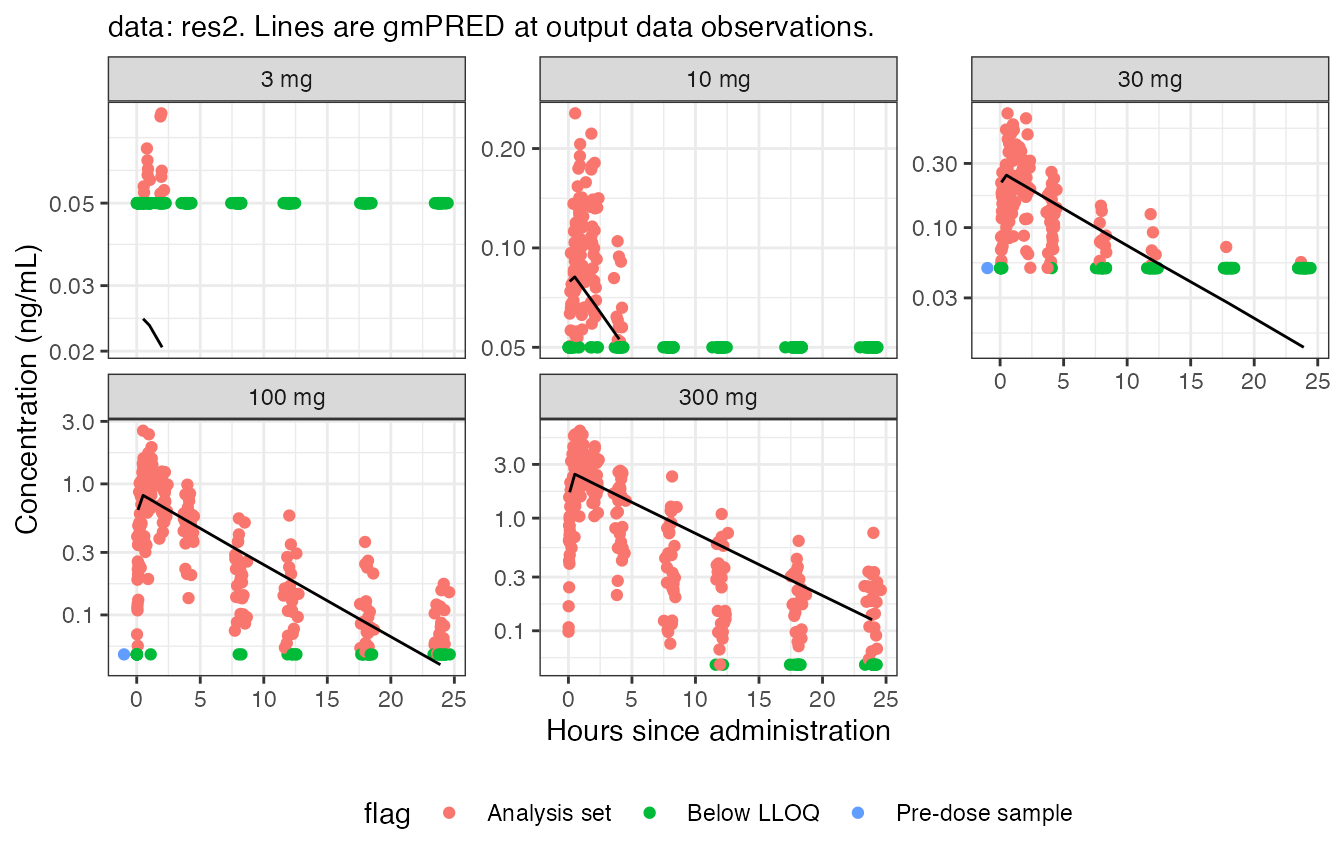 data: res2. Lines are gmPRED at output data observations.
3 mg
10 mg
30 mg
0.05
0.03
0.02
0.20
0.10
0.05
0.30
0.10
0.03
0 5 10 15 20 25
100 mg
300 mg
3.0
1.0
0.3
0.1
3.0
1.0
0.3
0.1
0 5 10 15 20 25
0 5 10 15 20 25
Concentration (ng/mL)
Hours since administration
flag Analysis set Below LLOQ Pre-dose sample